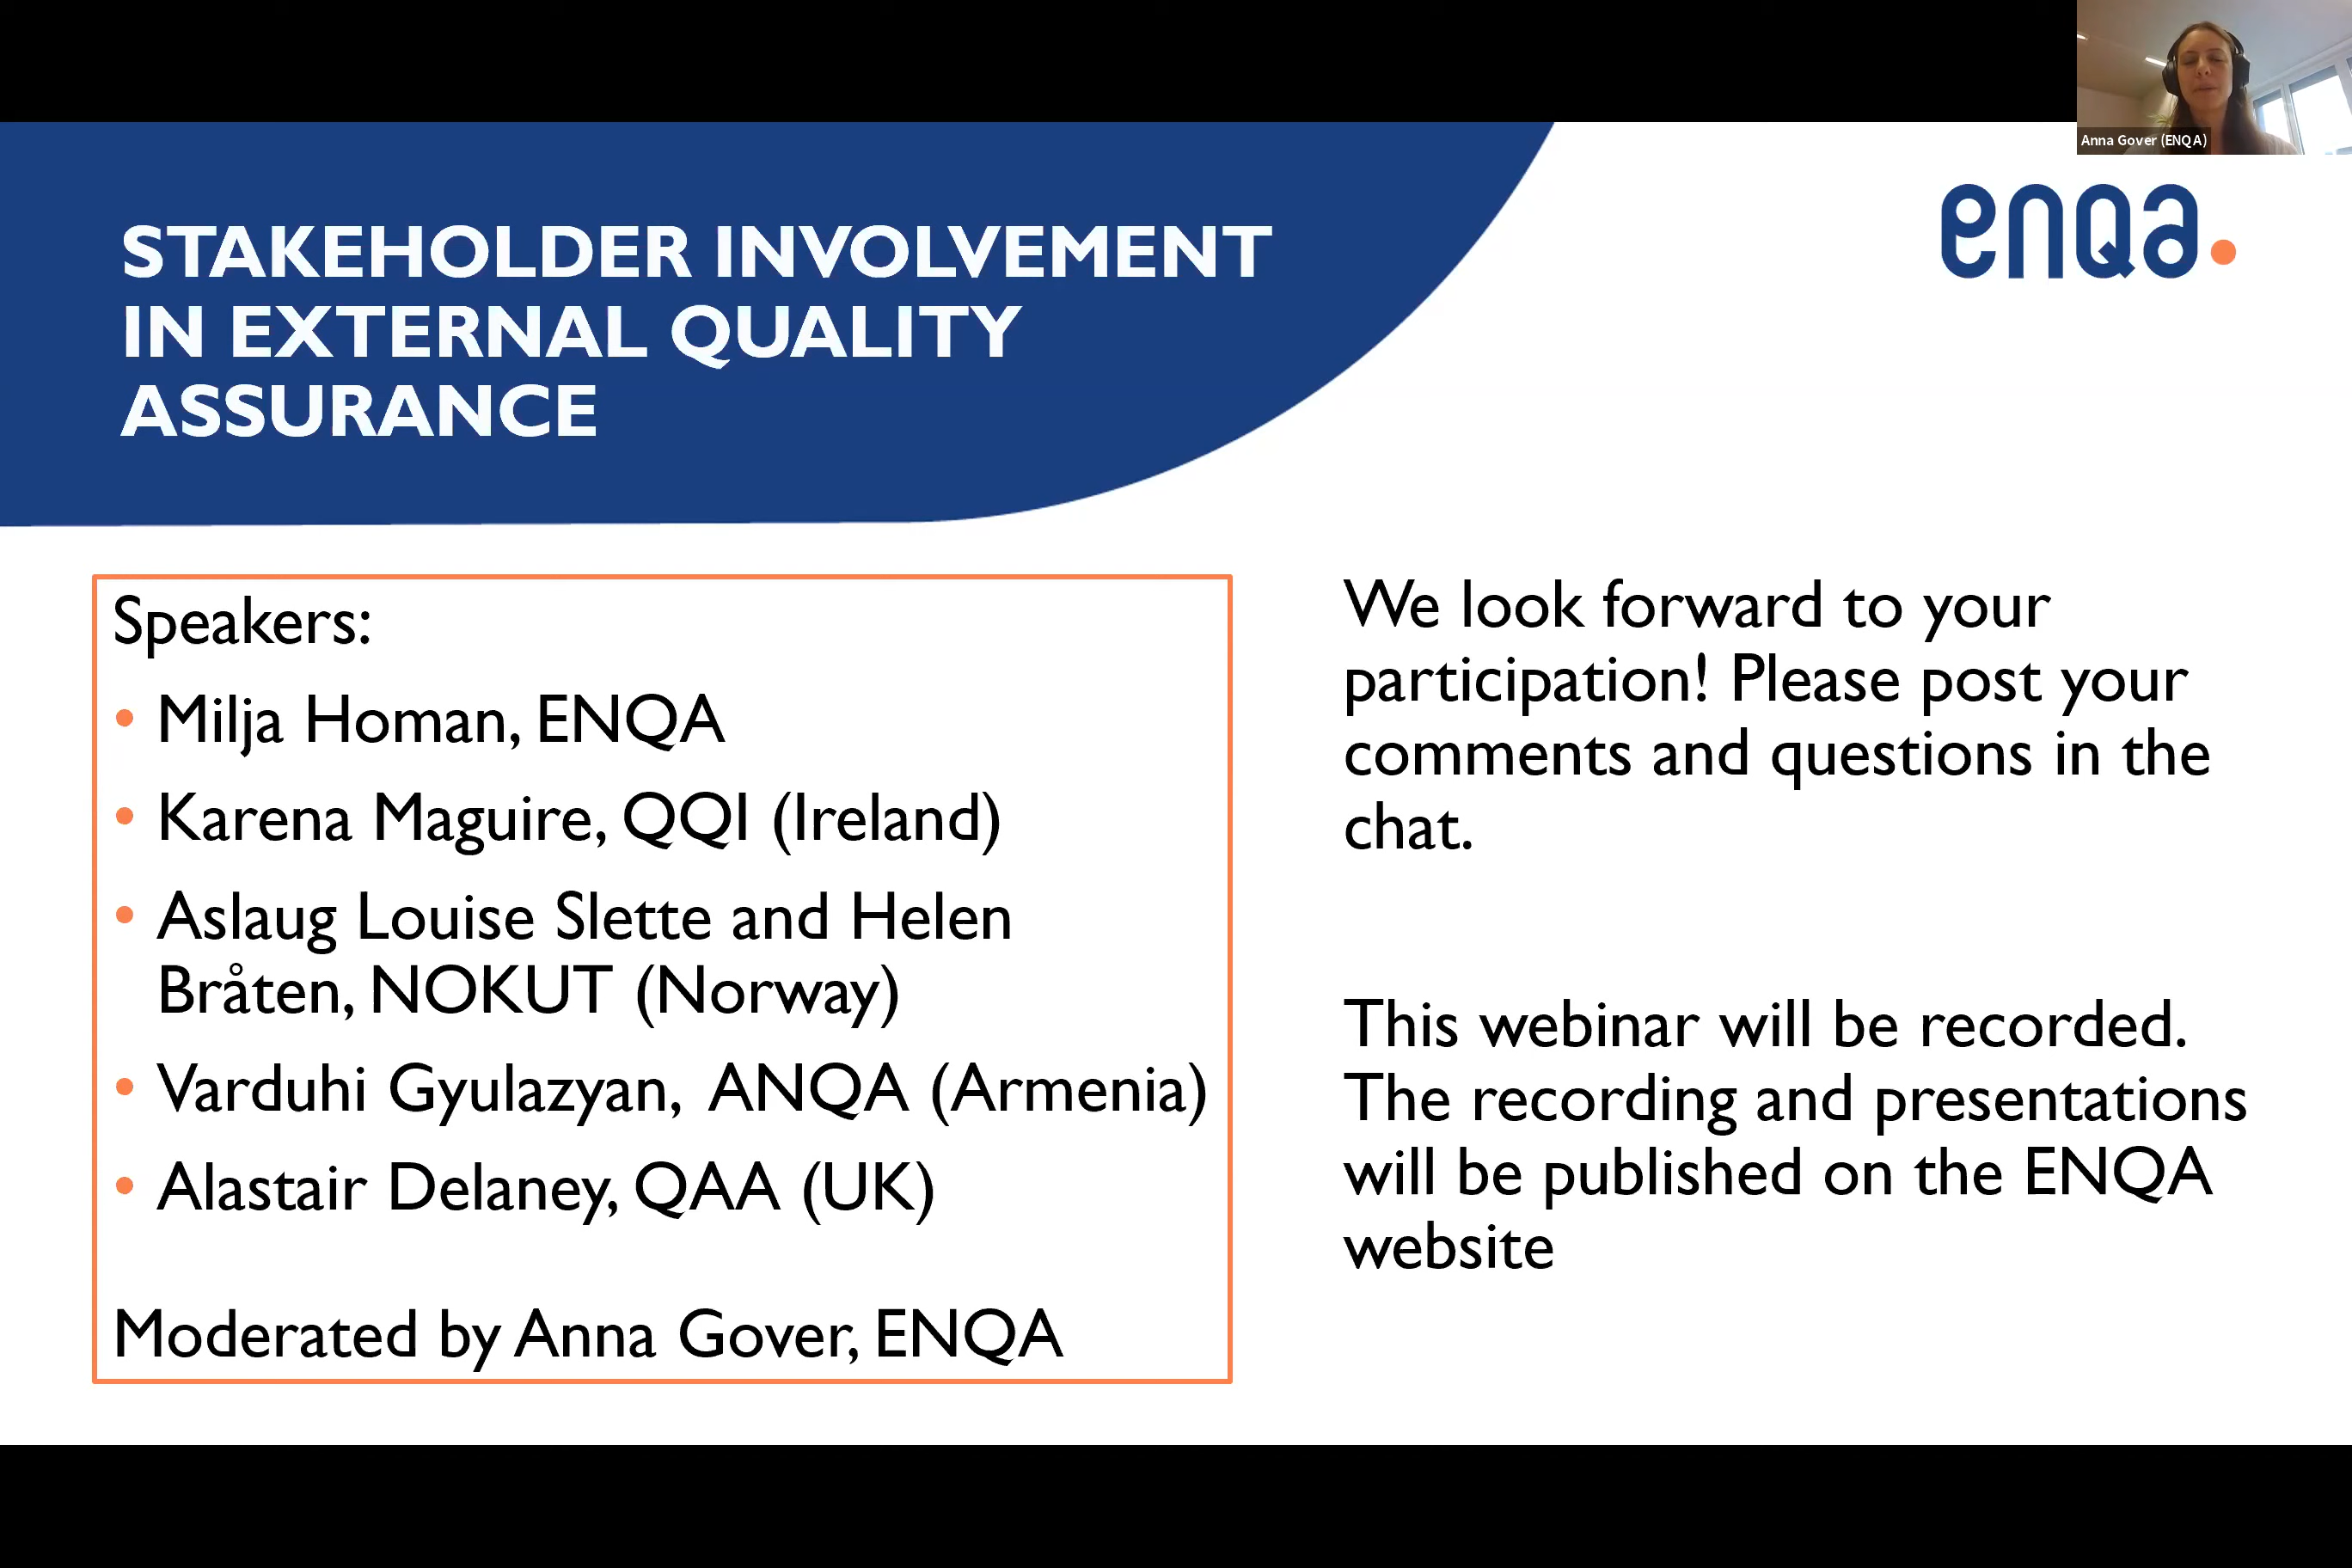 Anna Gover (ENQA)
enqa.
STAKEHOLDER INVOLVEMENT
IN EXTERNAL QUALITY
ASSURANCE
Speakers:
• Milja Homan, ENQA
• Karena Maguire, QQI (Ireland)
• Aslaug Louise Slette and Helen
Bråten, NOKUT (Norway)
• Varduhi Gyulazyan, ANQA (Armenia)
• Alastair Delaney, QAA (UK)
Moderated by Anna Gover, ENQA
We look forward to your
participation! Please post your
comments and questions in the
chat.
This webinar will be recorded.
The recording and presentations
will be published on the ENQA
website